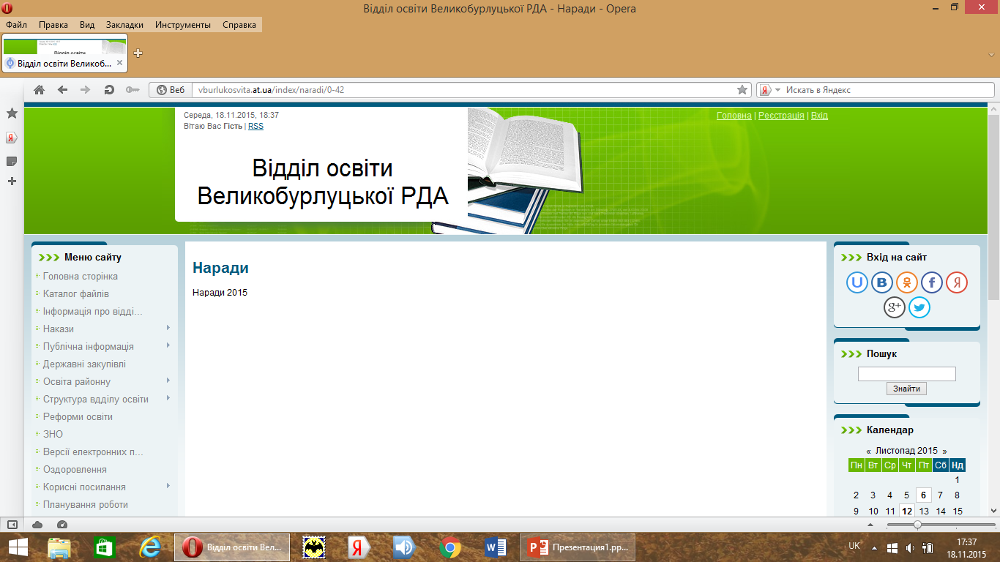 Відділ освіти Великобурлуцької РДА - Наради - Opera
Файл Правка Вид Закладки Инструменты Справка
Відділ освіти Великоб...
Веб vburlukosvita.at.ua/index/naradi/0-42
Искать в Яндекс
Середа, 18.11.2015, 18:37
Вітаю Вас Гість | RSS
Головна | Реєстрація | Вхід
Відділ освіти
Великобурлуцької РДА
Меню сайту
Головна сторінка
Каталог файлів
Інформація про відді...
Накази
Публічна інформація
Державні закупівлі
Освіта районну
Структура вдділу освіти
Реформи освіти
ЗНО
Версії електронних п...
Оздоровлення
Корисні посилання
Планування роботи
Наради
Наради 2015
Вхід на сайт
Пошук
Знайти
Календар
« Листопад 2015 »
Пн Вт Ср Чт Пт Сб Нд
1
2 3 4 5 6 7 8
9 10 11 12 13 14 15
Відділ освіти Вел...
Презентация1.pp...
UK
17:37
18.11.2015